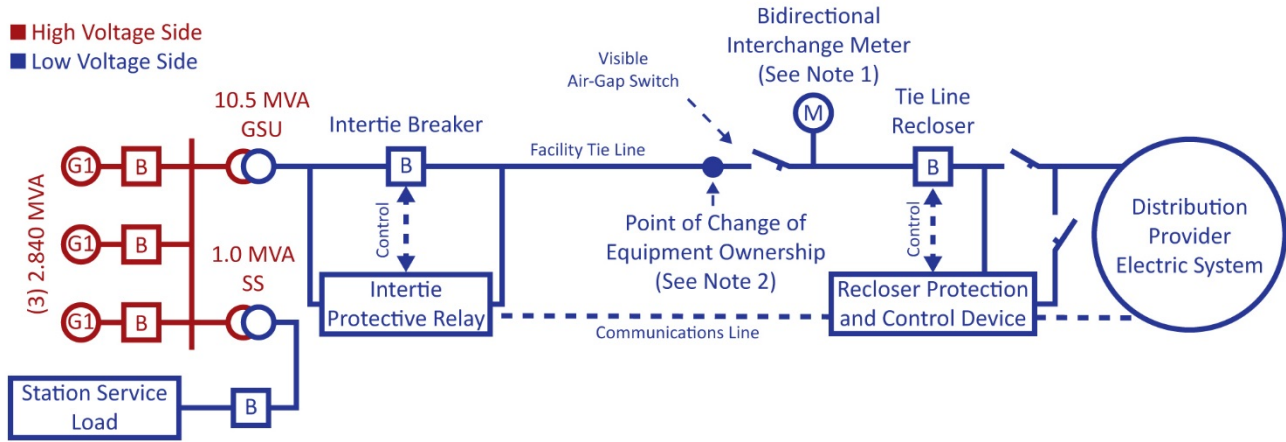 High Voltage Side
Low Voltage Side
10.5 MVA
GSU
Intertie Breaker
Visible
Air-Gap Switch
Bidirectional
Interchange Meter
(See Note 1)
Tie Line
Recloser
G1
B
B
Facility Tie Line
M
B
(3) 2.840 MVA
G1
B
Control
Point of Change of
Equipment Ownership
(See Note 2)
Control
Distribution
Provider
Electric System
1.0 MVA
SS
G1
B
Intertie
Protective Relay
Communications Line
Recloser Protection
and Control Device
Station Service
Load
B